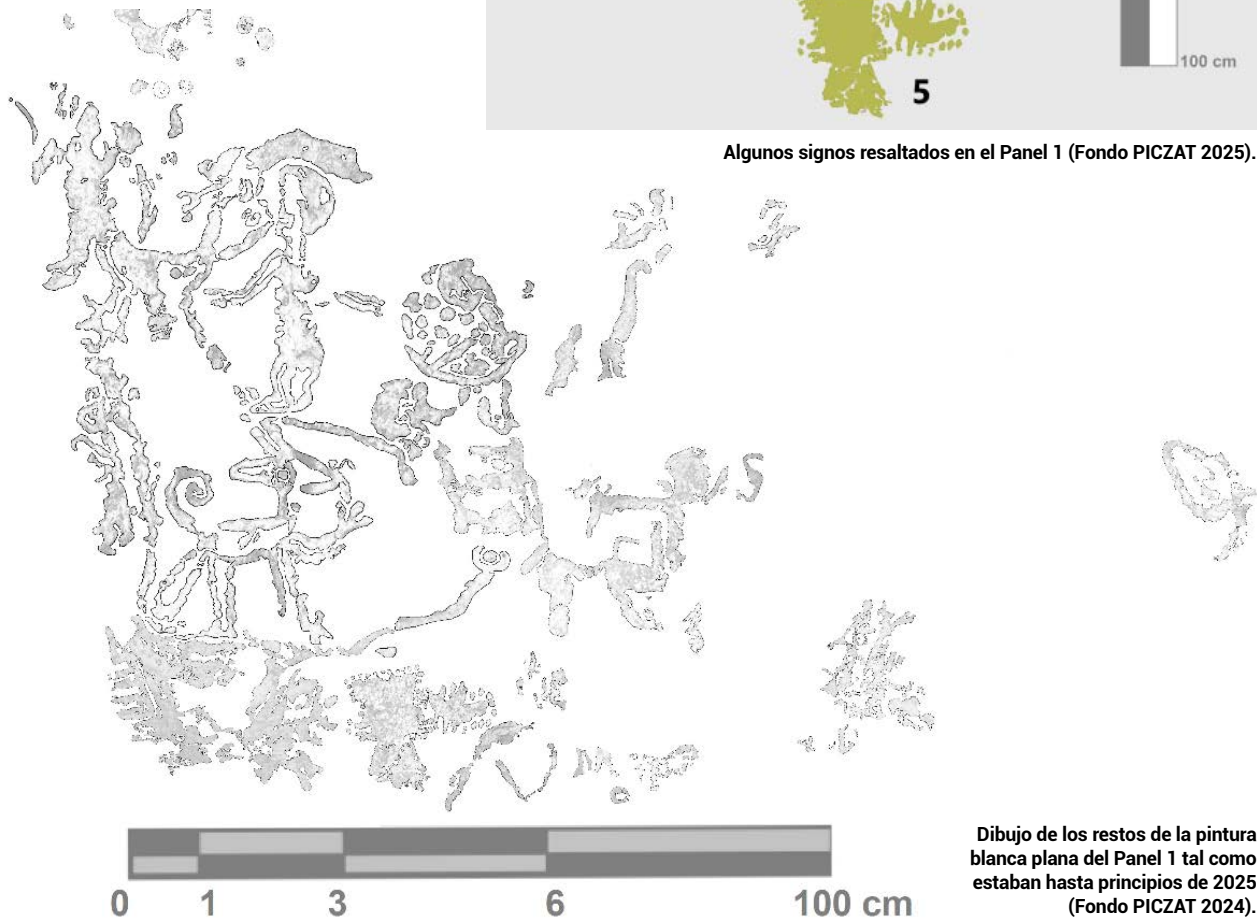 100 cm
5
Algunos signos resaltados en el Panel 1 (Fondo PICZAT 2025).
0 1 3 6 100 cm
Dibujo de los restos de la pintura
blanca plana del Panel 1 tal como
estaban hasta principios de 2025
(Fondo PICZAT 2024).